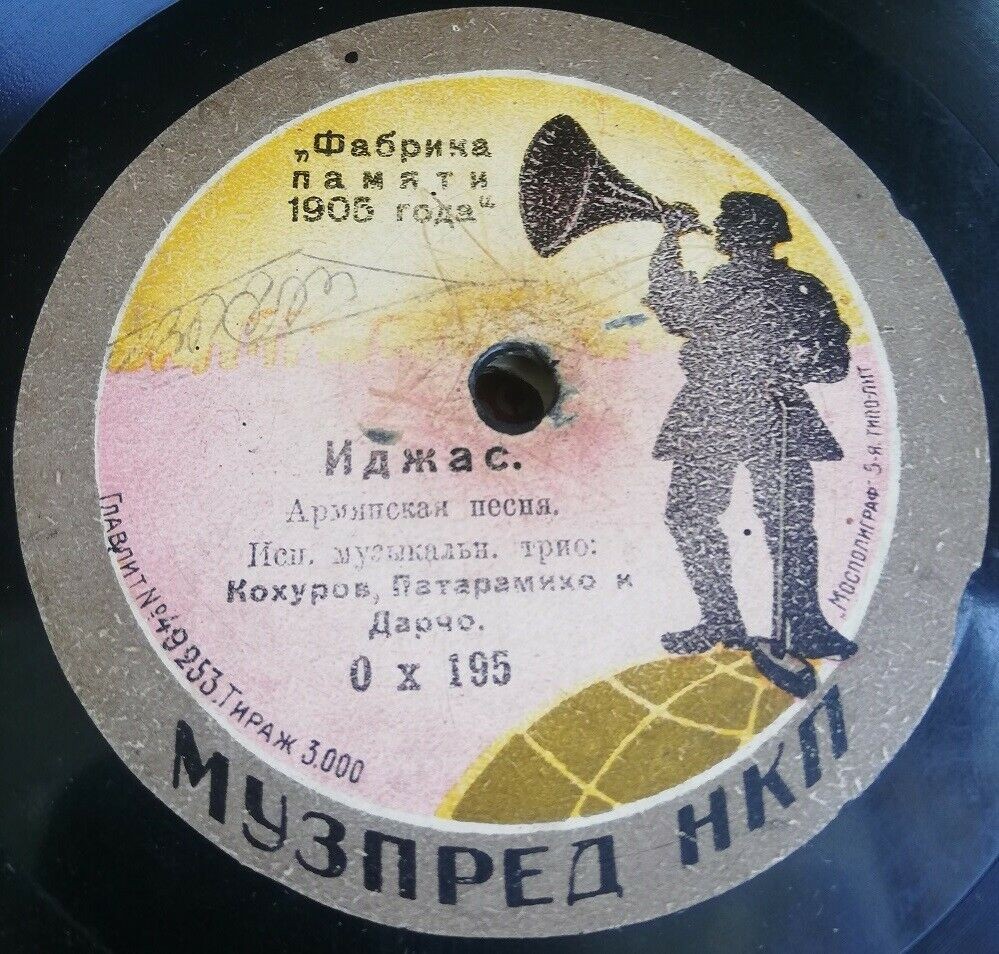 „Фабрика
памяти
1905 года“
Иджас.
Армянская песня.
Исп. музыкальн. трио:
Кохуров, Патарамико и
Дарчо.
0 x 195
Главлит №49253. Тираж 3.000
„Мосполиграф“ 5-я. типо-лит
МУЗПРЕД НКП